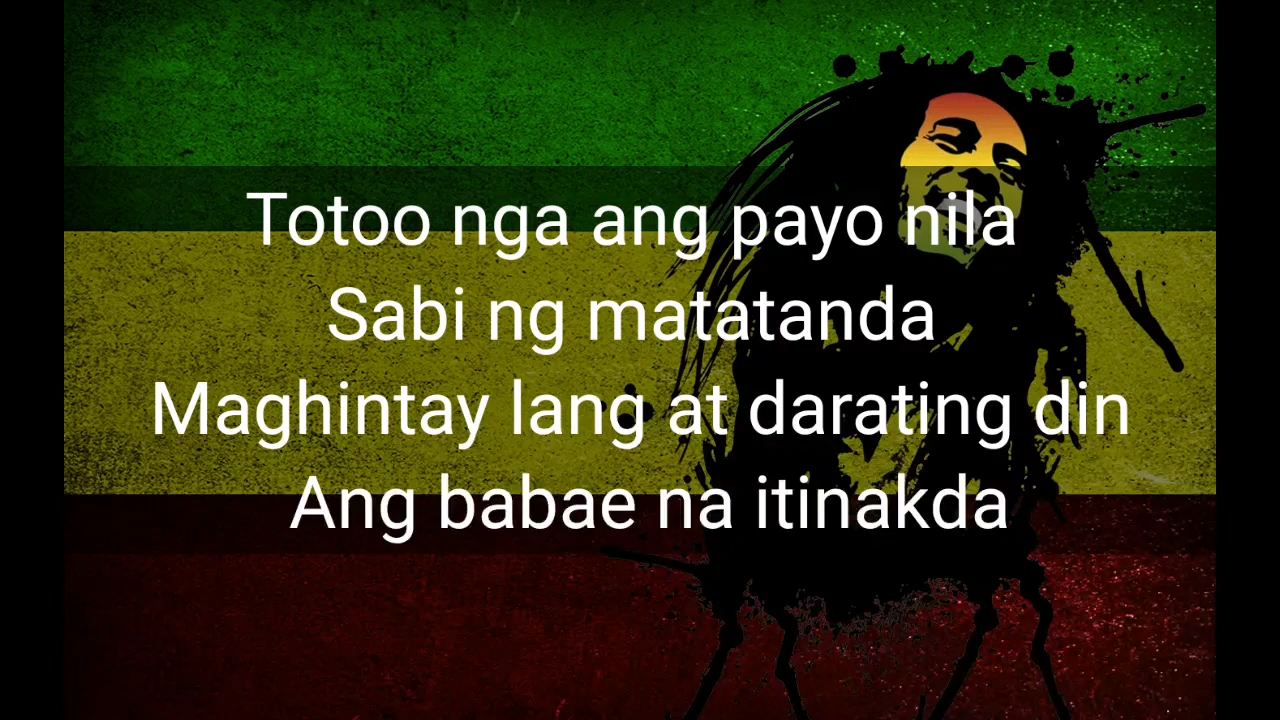 Totoo nga ang payo nila
Sabi ng matatanda
Maghintay lang at darating din
Ang babae na itinakda